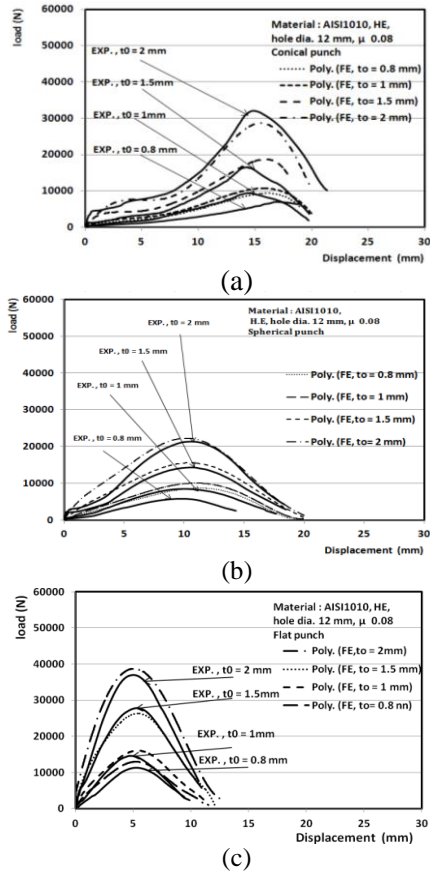 Material : AISI1010, HE,
hole dia. 12 mm, μ 0.08
Conical punch
Poly. (FE, to = 0.8 mm)
Poly. (FE, to = 1 mm)
Poly. (FE, to = 1.5 mm)
Poly. (FE, to = 2 mm)
EXP. , t0 = 2 mm
EXP. , t0 = 1.5mm
EXP. , t0 = 1mm
EXP. , t0= 0.8 mm
load (N)
60000
50000
40000
30000
20000
10000
0
0 5 10 15 20 25 30
Displacement (mm)
(a)
Material : AISI1010,
H.E, hole dia. 12 mm, μ 0.08
Spherical punch
EXP. , t0 = 2 mm
EXP. , t0 = 1.5 mm
EXP. , t0 = 1 mm
EXP. , t0 = 0.8 mm
Poly. (FE, to = 0.8 mm)
Poly. (FE, to = 1 mm)
Poly. (FE,to = 1.5 mm)
Poly. (FE, to= 2 mm)
load (N)
60000
50000
40000
30000
20000
10000
0
0 5 10 15 20 25 30
Displacement (mm)
(b)
Material : AISI1010, HE,
hole dia. 12 mm, μ 0.08
Flat punch
Poly. (FE,to = 2mm)
Poly. (FE, to = 1.5 mm)
Poly. (FE, to = 1 mm)
Poly. (FE, to= 0.8 nn)
EXP. , t0 = 2 mm
EXP. , t0 = 1.5mm
EXP. , t0 = 1mm
EXP. , t0 = 0.8 mm
load (N)
60000
50000
40000
30000
20000
10000
0
0 5 10 15 20 25 30
Displacement (mm)
(c)